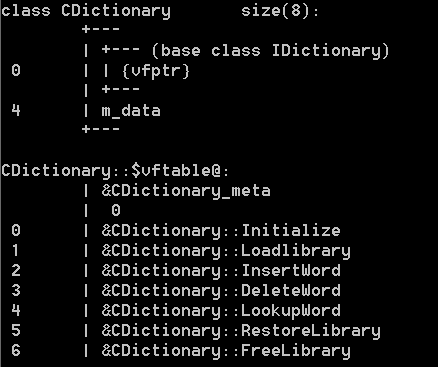 class CDictionary       size(8):
        +---
        | +--- (base class IDictionary)
 0      | | {vfptr}
        | +---
 4      | m_data
        +---

CDictionary::$vftable@:
        | &CDictionary_meta
        |  0
 0      | &CDictionary::Initialize
 1      | &CDictionary::Loadlibrary
 2      | &CDictionary::InsertWord
 3      | &CDictionary::DeleteWord
 4      | &CDictionary::LookupWord
 5      | &CDictionary::RestoreLibrary
 6      | &CDictionary::FreeLibrary